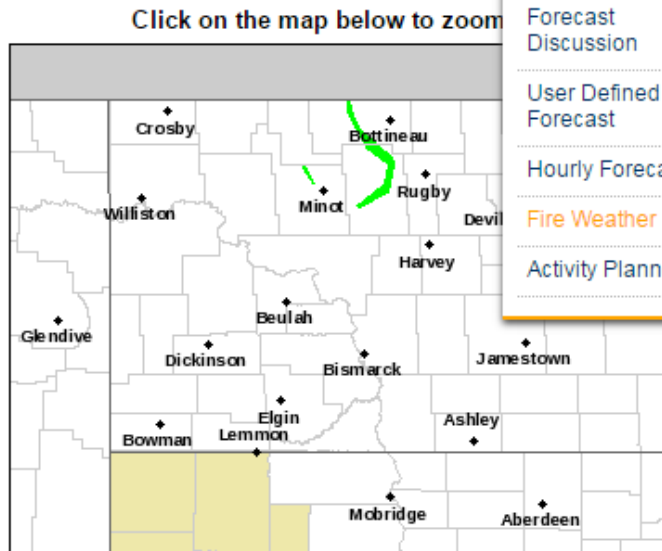 Click on the map below to zoom
Forecast
Discussion
User Defined
Forecast
Hourly Foreca
Fire Weather
Activity Plann
Crosby
Bottineau
Williston
Minot
Rugby
Devil
Harvey
Glendive
Beulah
Dickinson
Bismarck
Jamestown
Elgin
Bowman
Lemmon
Ashley
Mobridge
Aberdeen